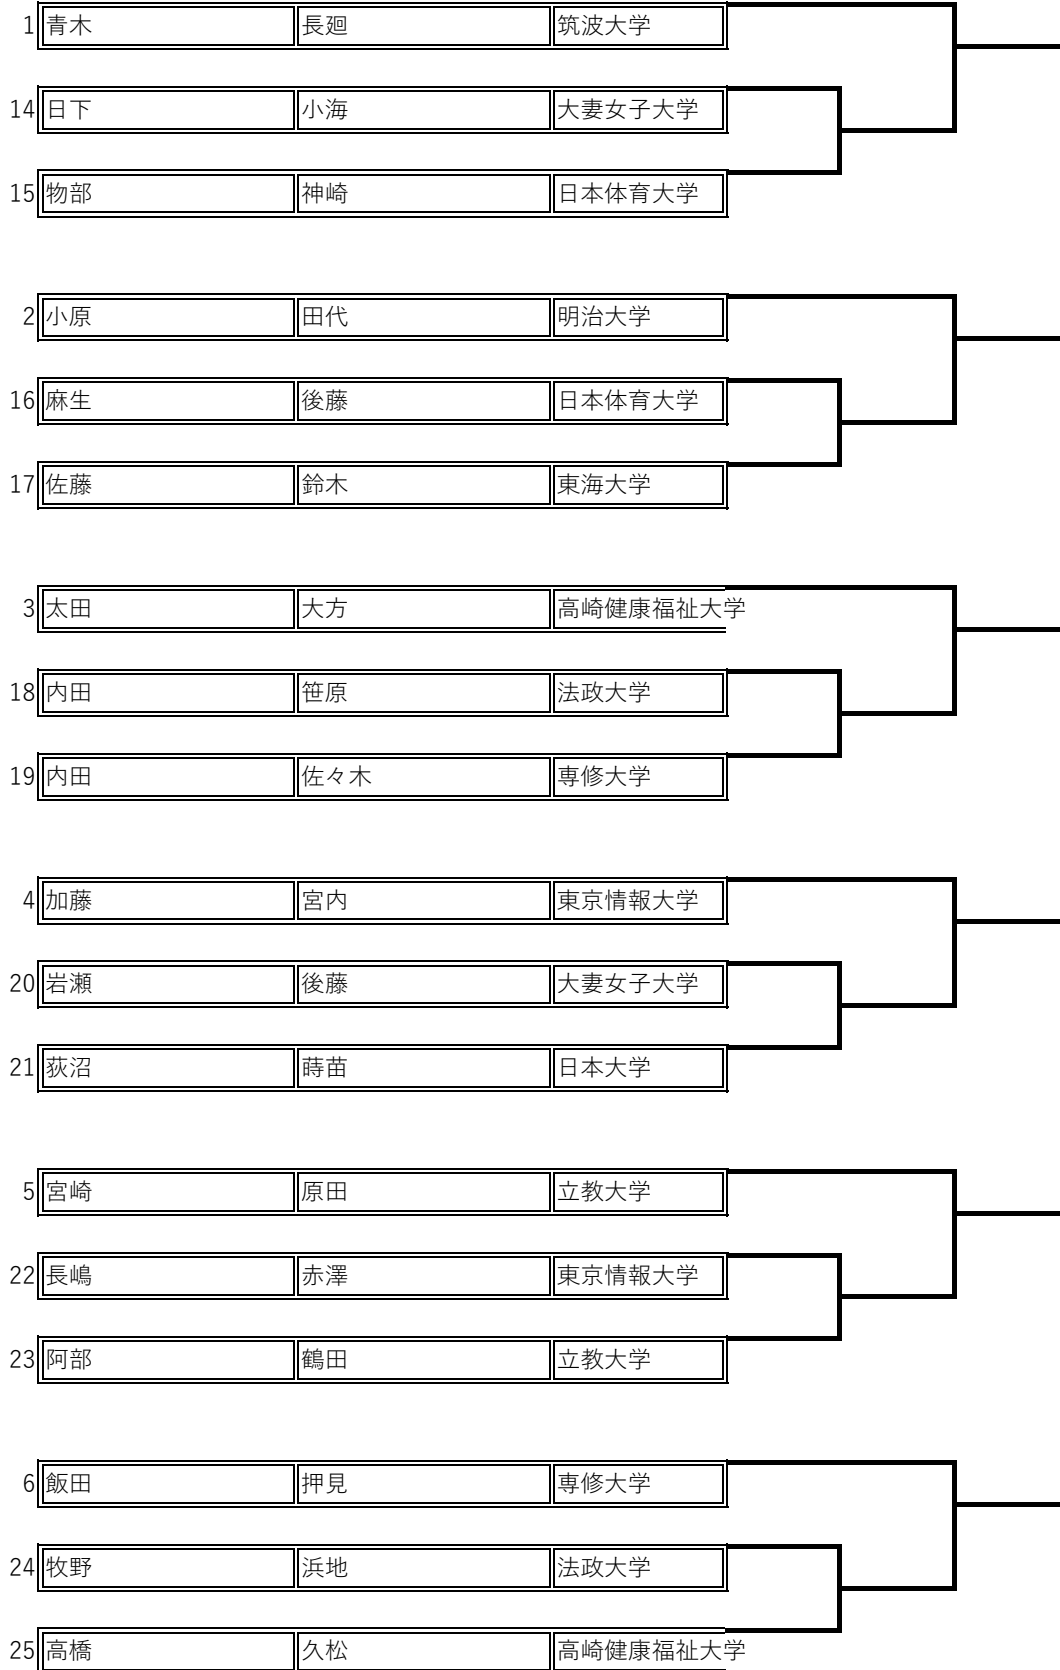 1 青木 長廻 筑波大学
14 日下 小海 大妻女子大学
15 物部 神崎 日本体育大学
2 小原 田代 明治大学
16 麻生 後藤 日本体育大学
17 佐藤 鈴木 東海大学
3 太田 大方 高崎健康福祉大学
18 内田 笹原 法政大学
19 内田 佐々木 専修大学
4 加藤 宮内 東京情報大学
20 岩瀬 後藤 大妻女子大学
21 荻沼 蒔苗 日本大学
5 宮崎 原田 立教大学
22 長嶋 赤澤 東京情報大学
23 阿部 鶴田 立教大学
6 飯田 押見 専修大学
24 牧野 浜地 法政大学
25 高橋 久松 高崎健康福祉大学